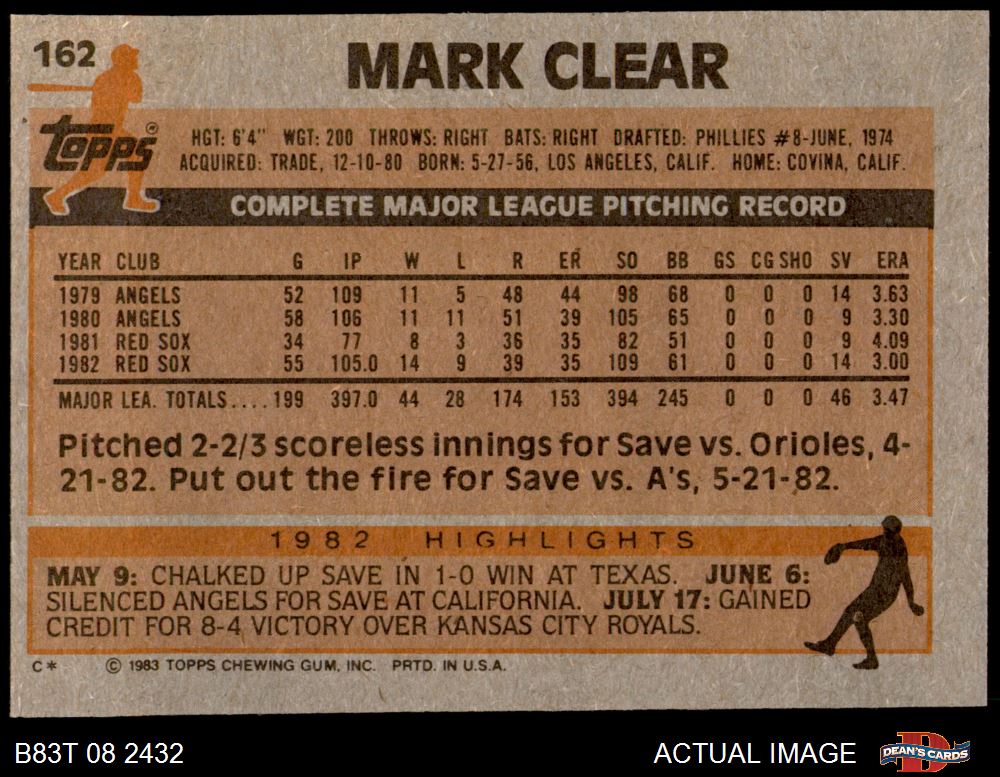 162
MARK CLEAR
Topps®
HGT: 6'4" WGT: 200 THROWS: RIGHT BATS: RIGHT DRAFTED: PHILLIES #8-JUNE, 1974
ACQUIRED: TRADE, 12-10-80 BORN: 5-27-56, LOS ANGELES, CALIF. HOME: COVINA, CALIF.
COMPLETE MAJOR LEAGUE PITCHING RECORD
YEAR CLUB G IP W L R ER SO BB GS CG SHO SV ERA
1979 ANGELS 52 109 11 5 48 44 98 68 0 0 0 14 3.63
1980 ANGELS 58 106 11 11 51 39 105 65 0 0 0 9 3.30
1981 RED SOX 34 77 8 3 36 35 82 51 0 0 0 9 4.09
1982 RED SOX 55 105.0 14 9 39 35 109 61 0 0 0 14 3.00
MAJOR LEA. TOTALS.... 199 397.0 44 28 174 153 394 245 0 0 0 46 3.47
Pitched 2-2/3 scoreless innings for Save vs. Orioles, 4-
21-82. Put out the fire for Save vs. A's, 5-21-82.
1982 HIGHLIGHTS
MAY 9: CHALKED UP SAVE IN 1-0 WIN AT TEXAS. JUNE 6:
SILENCED ANGELS FOR SAVE AT CALIFORNIA. JULY 17: GAINED
CREDIT FOR 8-4 VICTORY OVER KANSAS CITY ROYALS.
C* © 1983 TOPPS CHEWING GUM, INC. PRTD. IN U.S.A.
B83T 08 2432 ACTUAL IMAGE D DEAN'S CARDS